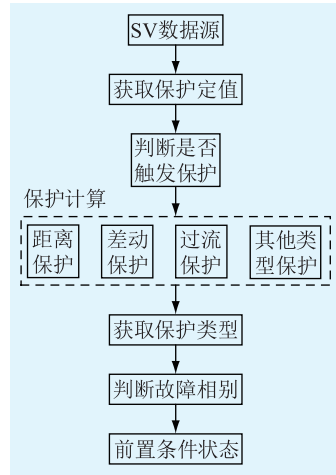 SV数据源
获取保护定值
判断是否
触发保护
保护计算
距离
保护
差动
保护
过流
保护
其他类
型保护
获取保护类型
判断故障相别
前置条件状态